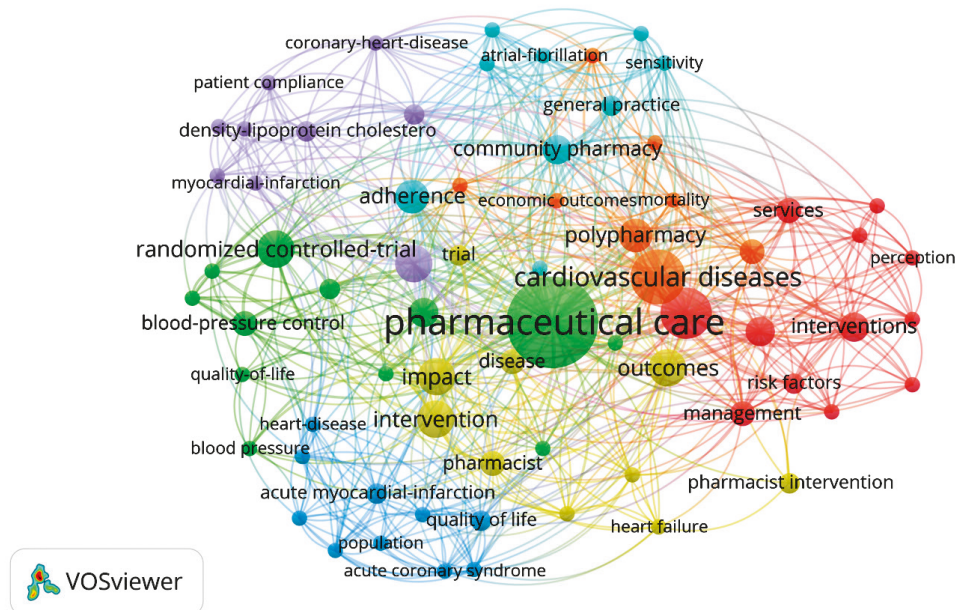 coronary-heart-disease
atrial-fibrillation
sensitivity
patient compliance
general practice
density-lipoprotein cholestero
community pharmacy
myocardial-infarction
adherence
economic outcomes
mortality
services
randomized controlled-trial
trial
polypharmacy
perception
cardiovascular diseases
blood-pressure control
pharmaceutical care
interventions
disease
outcomes
quality-of-life
impact
risk factors
intervention
management
heart-disease
blood pressure
pharmacist
pharmacist intervention
acute myocardial-infarction
quality of life
heart failure
population
acute coronary syndrome
VOSviewer